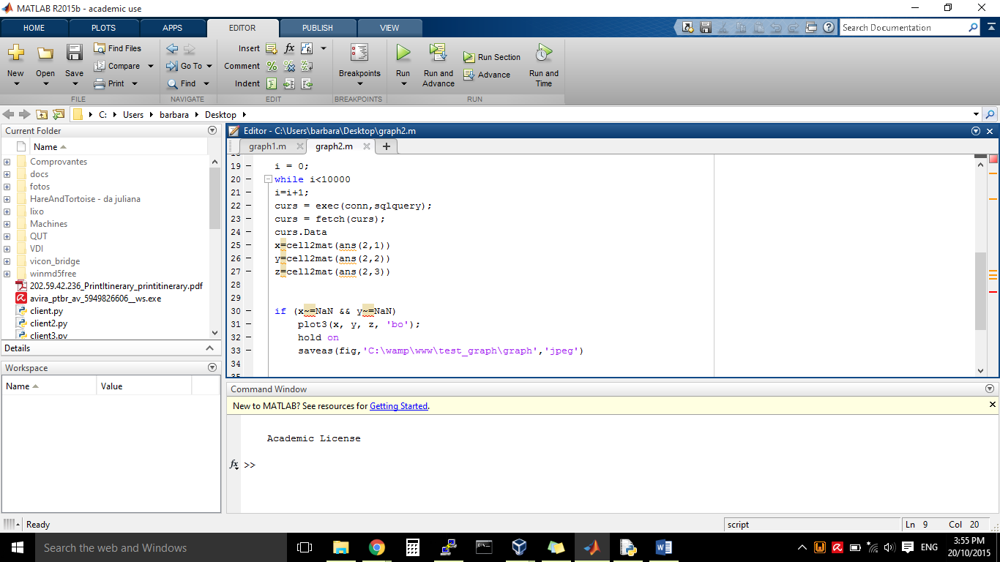 MATLAB R2015b - academic use
HOME PLOTS APPS EDITOR PUBLISH VIEW
Search Documentation
New Open Save
Find Files
Compare
Print
Go To
Find
Insert
Comment
Indent
Breakpoints
Run
Run and Advance
Run Section
Advance
Run and Time
FILE NAVIGATE EDIT BREAKPOINTS RUN
C: Users barbara Desktop
Current Folder
Name
Comprovantes
docs
fotos
HareAndTortoise - da juliana
lixo
Machines
QUT
VDI
vicon_bridge
winmd5free
202.59.42.236_PrintItinerary_printitinerary.pdf
avira_ptbr_av_5949826606__ws.exe
client.py
client2.py
client3.py
Details
Workspace
Name Value
Editor - C:\Users\barbara\Desktop\graph2.m
graph1.m graph2.m
18
19 i = 0;
20 while i<10000
21 i=i+1;
22 curs = exec(conn,sqlquery);
23 curs = fetch(curs);
24 curs.Data
25 x=cell2mat(ans(2,1))
26 y=cell2mat(ans(2,2))
27 z=cell2mat(ans(2,3))
28
29
30 if (x~=NaN && y~=NaN)
31 plot3(x, y, z, 'bo');
32 hold on
33 saveas(fig,'C:\wamp\www\test_graph\graph','jpeg')
34
35
Command Window
New to MATLAB? See resources for Getting Started.
Academic License
fx >>
Ready
script
Ln 9 Col 20
Search the web and Windows
ENG
3:55 PM
20/10/2015